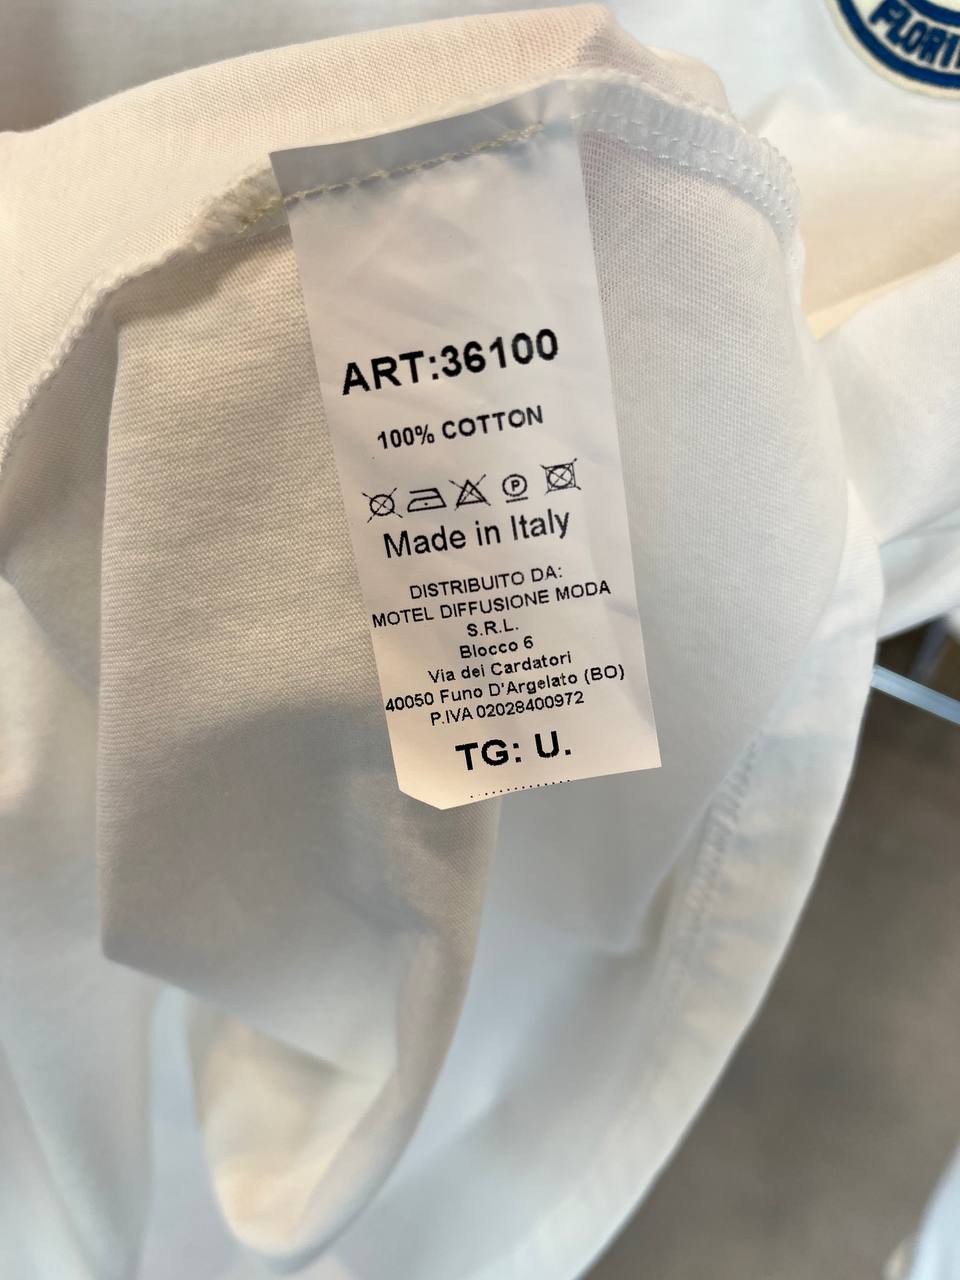 ART:36100
100% COTTON
P
Made in Italy
DISTRIBUITO DA:
MOTEL DIFFUSIONE MODA
S.R.L.
Blocco 6
Via dei Cardatori
40050 Funo D'Argelato (BO)
P.IVA 02028400972
TG: U.